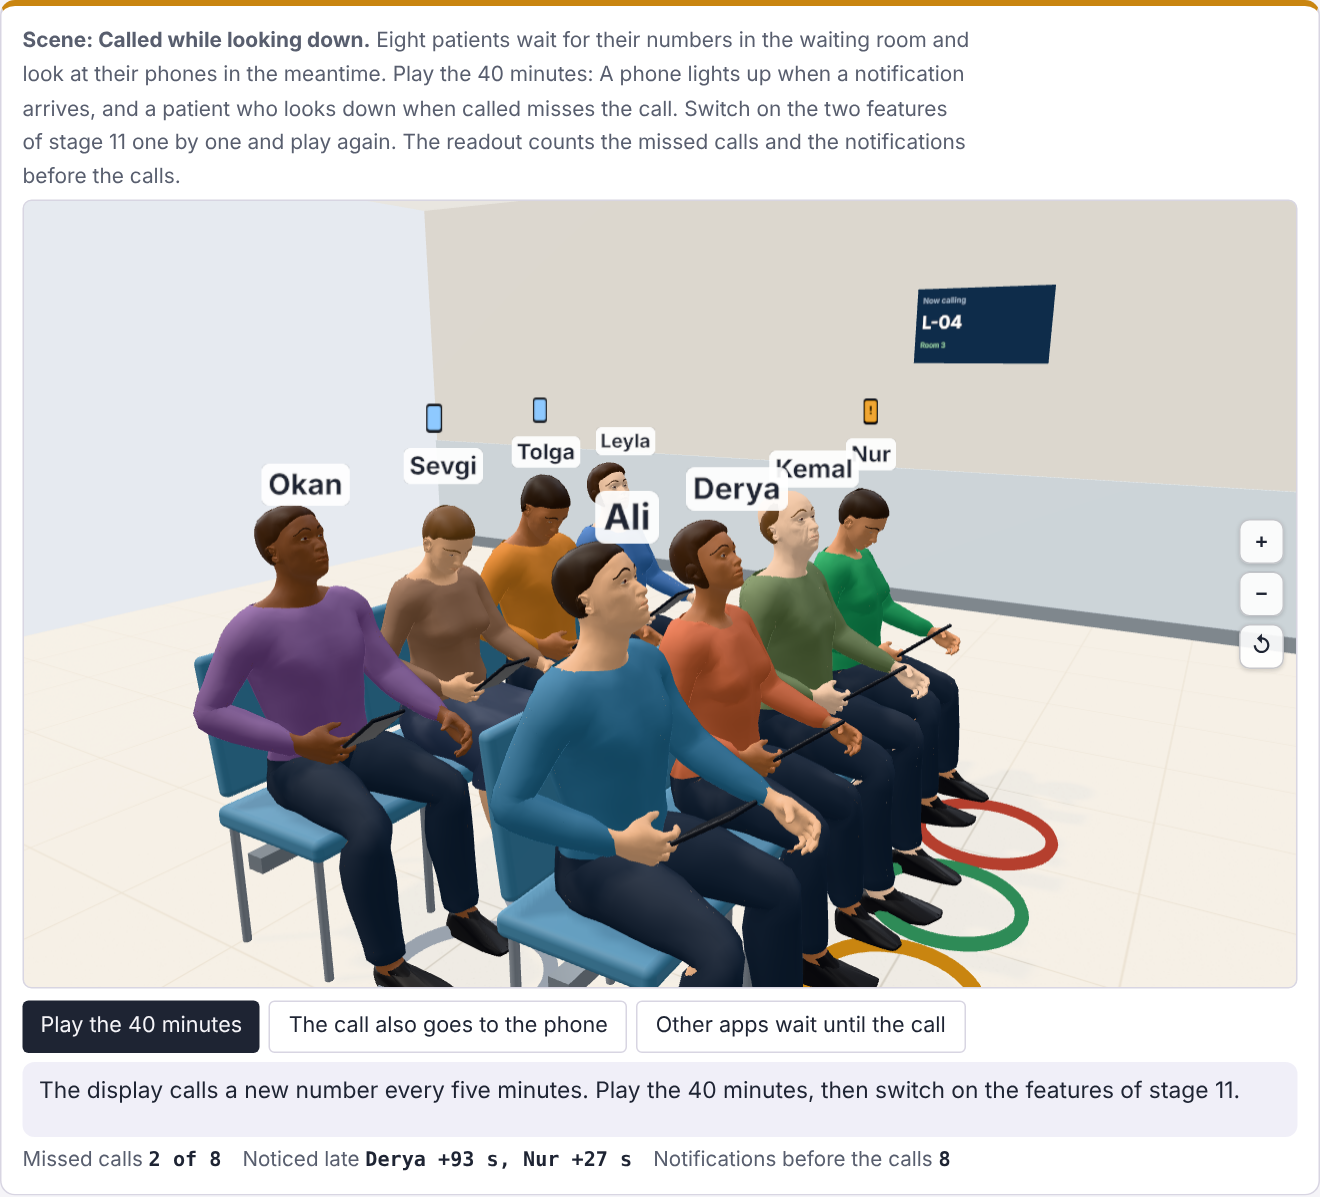 Scene: Called while looking down. Eight patients wait for their numbers in the waiting room and
look at their phones in the meantime. Play the 40 minutes: A phone lights up when a notification
arrives, and a patient who looks down when called misses the call. Switch on the two features
of stage 11 one by one and play again. The readout counts the missed calls and the notifications
before the calls.
Now calling
L-04
Room 3
!
Leyla
Tolga
Nur
Sevgi
Kemal
Okan
Derya
Ali
+
−
Play the 40 minutes
The call also goes to the phone
Other apps wait until the call
The display calls a new number every five minutes. Play the 40 minutes, then switch on the features of stage 11.
Missed calls 2 of 8 Noticed late Derya +93 s, Nur +27 s Notifications before the calls 8